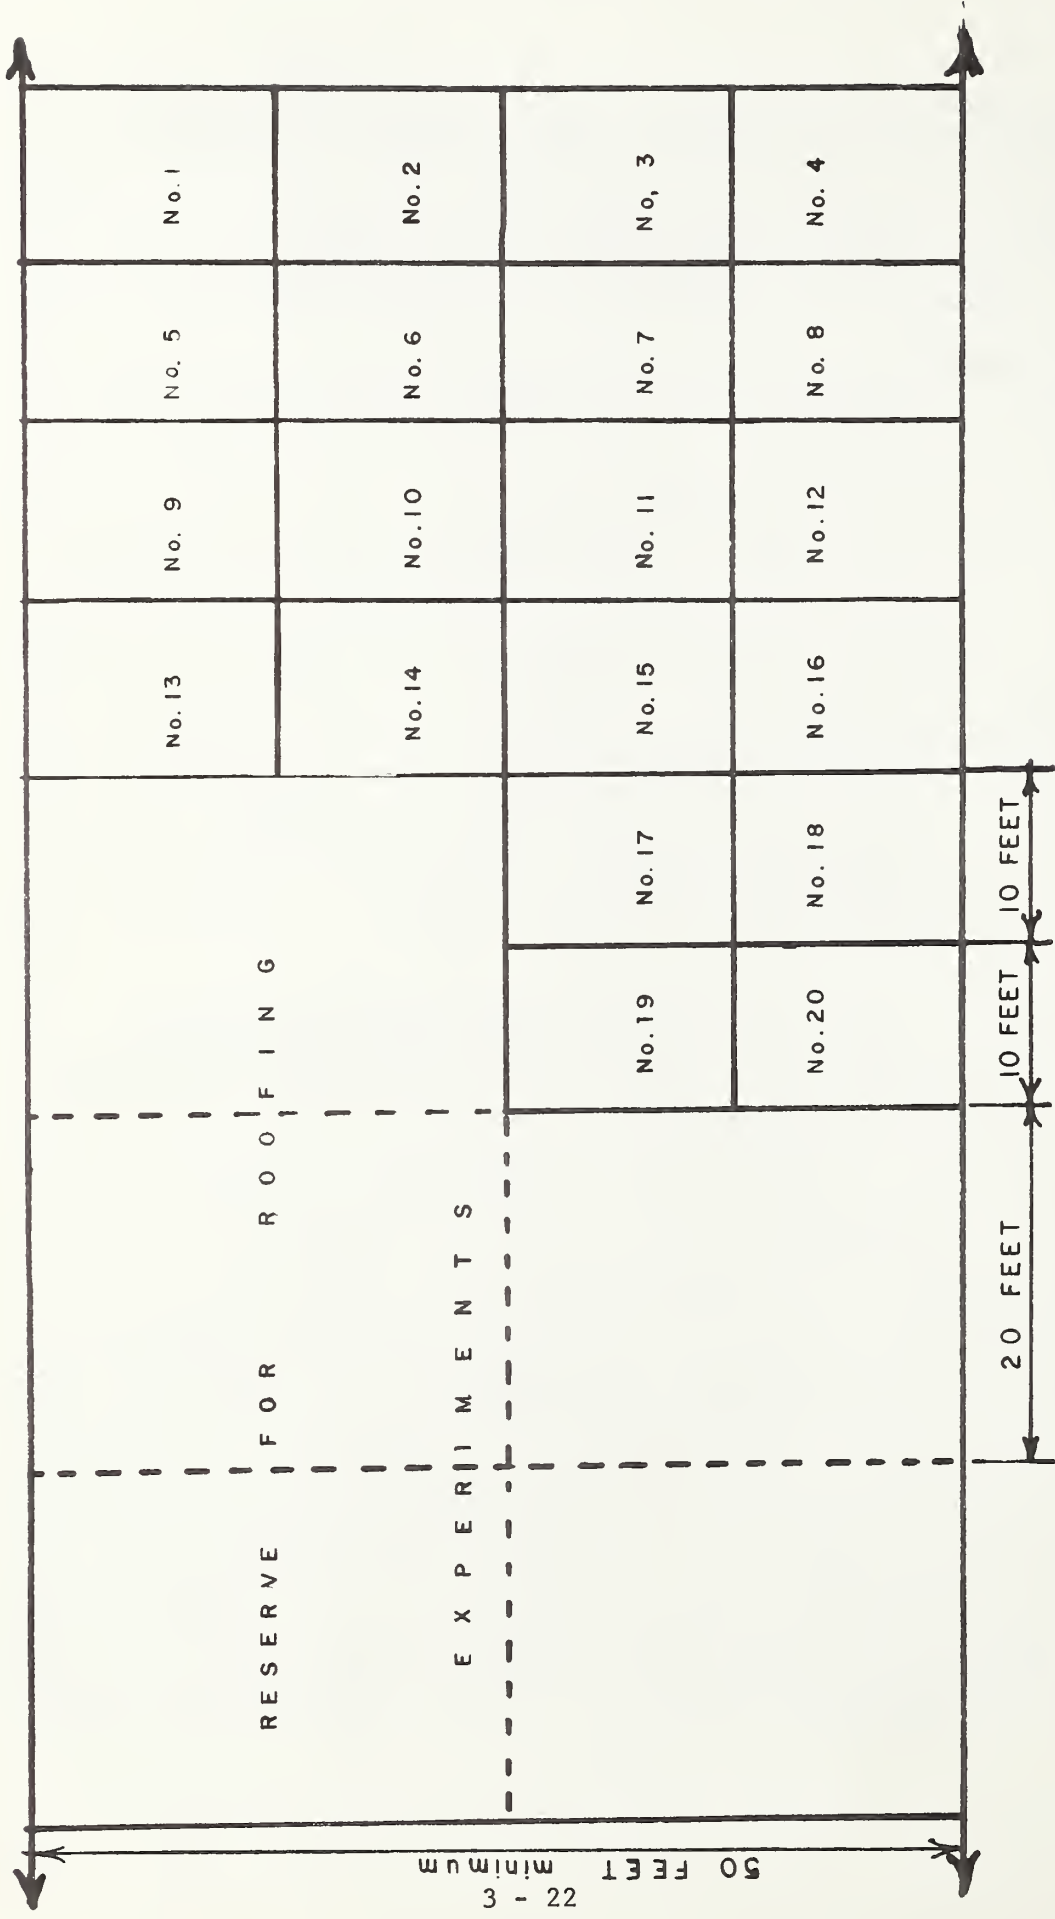 No. 1
No. 2
No, 3
No. 4
No. 5
No. 6
No. 7
No. 8
No. 9
No. 10
No. 11
No. 12
No. 13
No. 14
No. 15
No. 16
No. 17
No. 18
No. 19
No. 20
RESERVE FOR ROOFING
EXPERIMENTS
10 FEET
10 FEET
20 FEET
50 FEET minimum
3 - 22